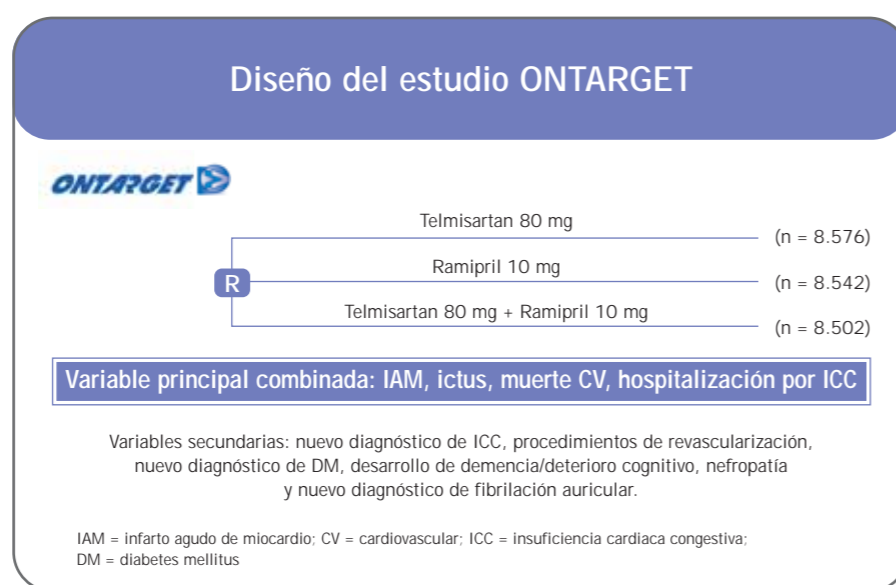 Diseño del estudio ONTARGET
ONTARGET
Telmisartan 80 mg
(n = 8.576)
R
Ramipril 10 mg
(n = 8.542)
Telmisartan 80 mg + Ramipril 10 mg
(n = 8.502)
Variable principal combinada: IAM, ictus, muerte CV, hospitalización por ICC
Variables secundarias: nuevo diagnóstico de ICC, procedimientos de revascularización,
nuevo diagnóstico de DM, desarrollo de demencia/deterioro cognitivo, nefropatía
y nuevo diagnóstico de fibrilación auricular.
IAM = infarto agudo de miocardio; CV = cardiovascular; ICC = insuficiencia cardiaca congestiva;
DM = diabetes mellitus